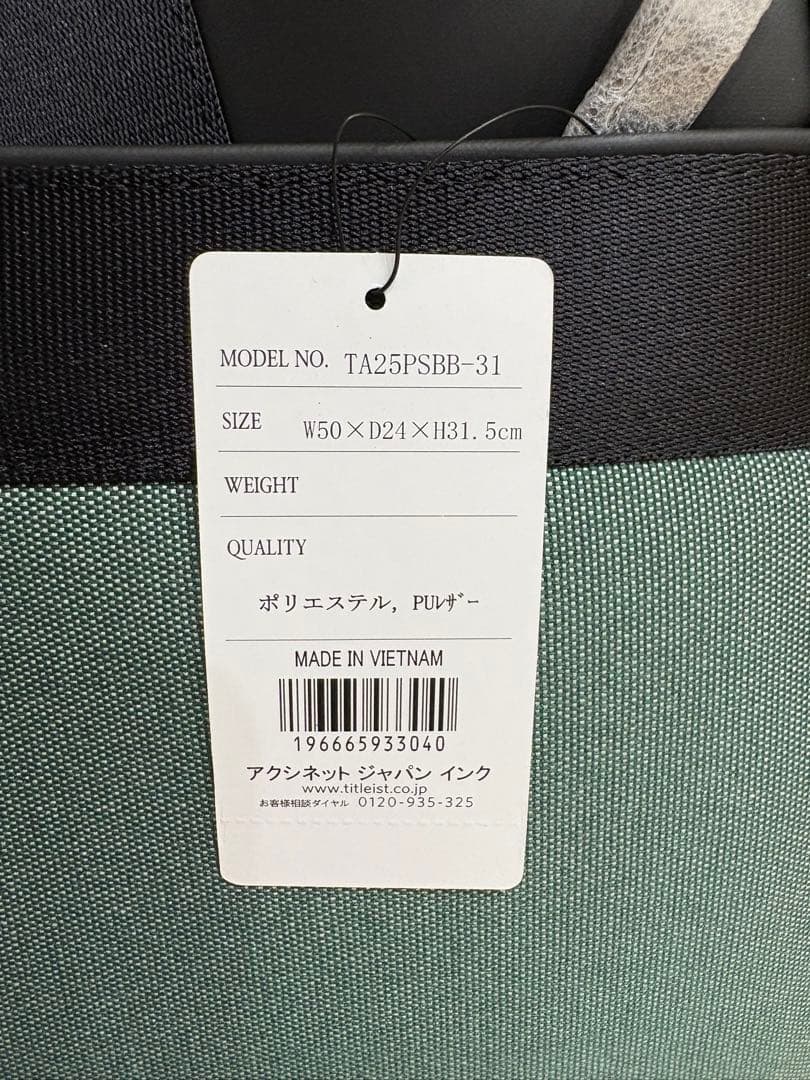 MODEL NO. TA25PSBB-31
SIZE W50×D24×H31.5cm
WEIGHT
QUALITY
ポリエステル, PUﾚｻﾞｰ
MADE IN VIETNAM
196665933040
アクシネット ジャパン インク
www.titleist.co.jp
お客様相談ダイヤル 0120-935-325